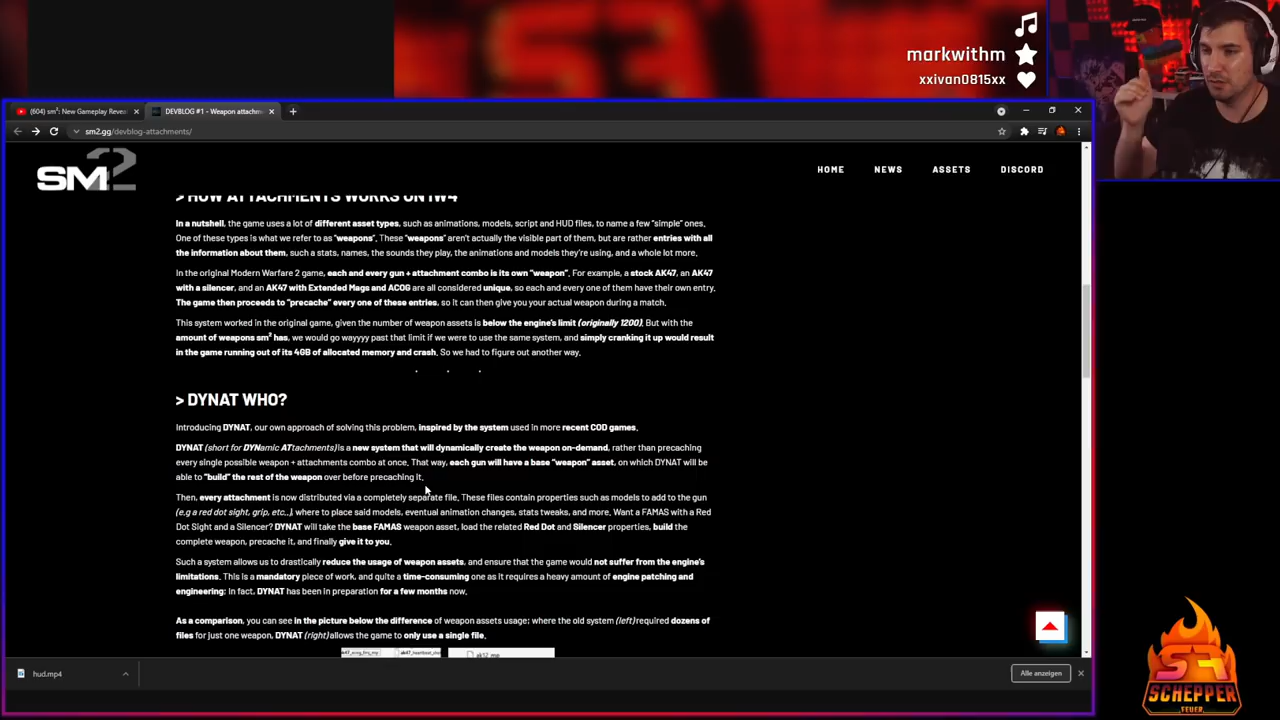 markwithm
xxivan0815xx
(604) sm²: New Gameplay Revea
DEVBLOG #1 - Weapon attachm
sm2.gg/devblog-attachments/
SM2
HOME NEWS ASSETS DISCORD
> HOW ATTACHMENTS WORKS ON IW4
In a nutshell, the game uses a lot of different asset types, such as animations, models, script and HUD files, to name a few "simple" ones.
One of these types is what we refer to as "weapons". These "weapons" aren't actually the visible part of them, but are rather entries with all
the information about them, such a stats, names, the sounds they play, the animations and models they're using, and a whole lot more.
In the original Modern Warfare 2 game, each and every gun + attachment combo is its own "weapon". For example, a stock AK47, an AK47
with a silencer, and an AK47 with Extended Mags and ACOG are all considered unique, so each and every one of them have their own entry.
The game then proceeds to "precache" every one of these entries, so it can then give you your actual weapon during a match.
This system worked in the original game, given the number of weapon assets is below the engine's limit (originally 1200). But with the
amount of weapons sm² has, we would go wayyyy past that limit if we were to use the same system, and simply cranking it up would result
in the game running out of its 4GB of allocated memory and crash. So we had to figure out another way.
. . .
> DYNAT WHO?
Introducing DYNAT, our own approach of solving this problem, inspired by the system used in more recent COD games.
DYNAT (short for DYNamic ATtachments) is a new system that will dynamically create the weapon on-demand, rather than precaching
every single possible weapon + attachments combo at once. That way, each gun will have a base "weapon" asset, on which DYNAT will be
able to "build" the rest of the weapon over before precaching it.
Then, every attachment is now distributed via a completely separate file. These files contain properties such as models to add to the gun
(e.g a red dot sight, grip, etc..), where to place said models, eventual animation changes, stats tweaks, and more. Want a FAMAS with a Red
Dot Sight and a Silencer? DYNAT will take the base FAMAS weapon asset, load the related Red Dot and Silencer properties, build the
complete weapon, precache it, and finally give it to you.
Such a system allows us to drastically reduce the usage of weapon assets, and ensure that the game would not suffer from the engine's
limitations. This is a mandatory piece of work, and quite a time-consuming one as it requires a heavy amount of engine patching and
engineering; In fact, DYNAT has been in preparation for a few months now.
As a comparison, you can see in the picture below the difference of weapon assets usage; where the old system (left) required dozens of
files for just one weapon, DYNAT (right) allows the game to only use a single file.
hud.mp4
Alle anzeigen
SF
SCHEPPER
FEUER